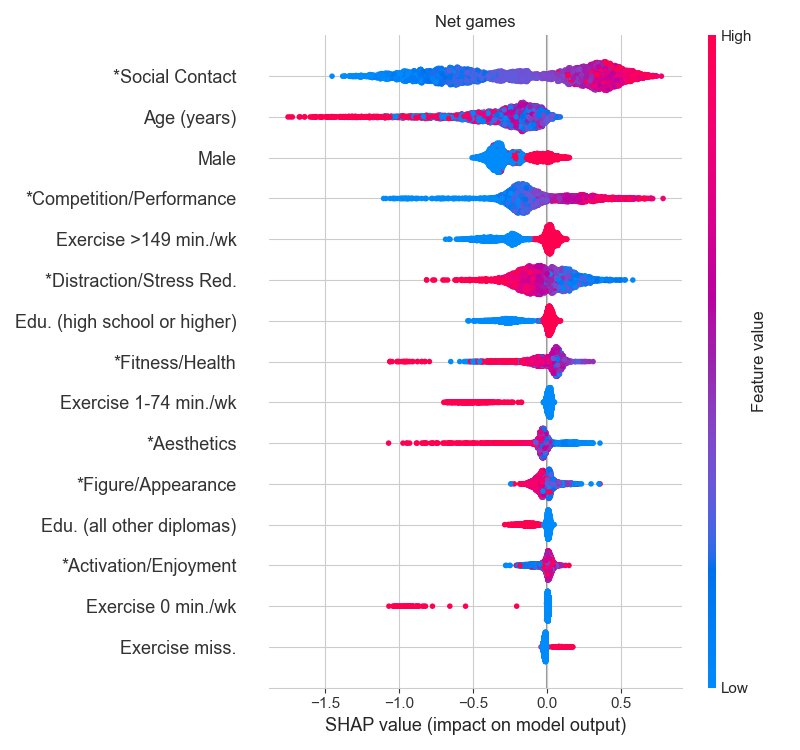 Net games
High
*Social Contact
Age (years)
Male
*Competition/Performance
Exercise >149 min./wk
*Distraction/Stress Red.
Edu. (high school or higher)
*Fitness/Health
Exercise 1-74 min./wk
*Aesthetics
*Figure/Appearance
Edu. (all other diplomas)
*Activation/Enjoyment
Exercise 0 min./wk
Exercise miss.
Feature value
Low
−1.5 −1.0 −0.5 0.0 0.5
SHAP value (impact on model output)